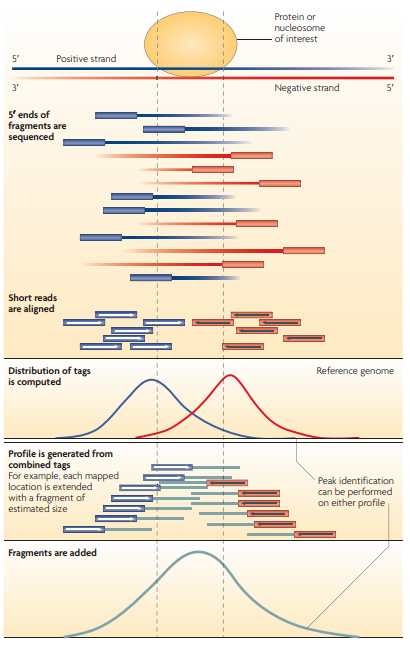 Protein or
nucleosome
of interest
5′ Positive strand 3′
3′ Negative strand 5′
5′ ends of
fragments are
sequenced
Short reads
are aligned
Distribution of tags
is computed
Reference genome
Profile is generated from
combined tags
For example, each mapped
location is extended
with a fragment of
estimated size
Peak identification
can be performed
on either profile
Fragments are added